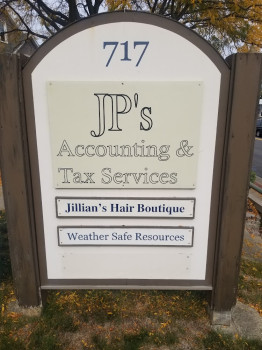 717
JP's
Accounting &
Tax Services
Jillian's Hair Boutique
Weather Safe Resources